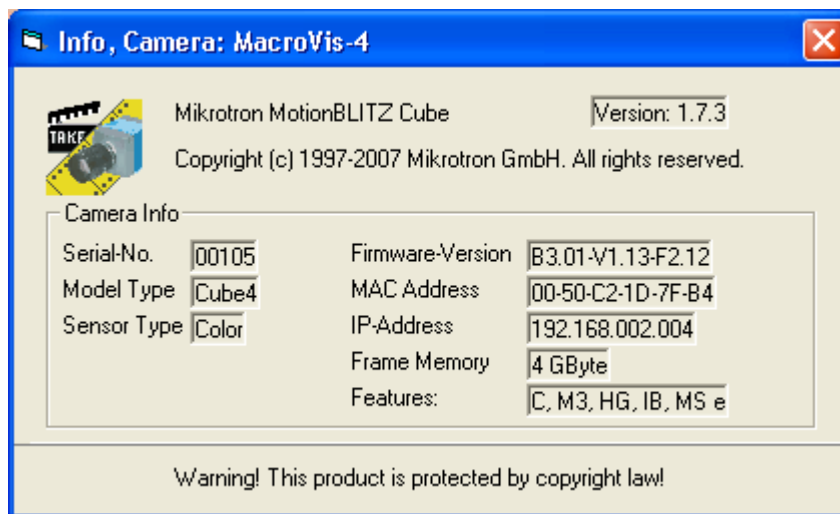 Info, Camera: MacroVis-4
TAKE
Mikrotron MotionBLITZ Cube
Version: 1.7.3
Copyright (c) 1997-2007 Mikrotron GmbH. All rights reserved.
Camera Info
Serial-No. 00105
Firmware-Version B3.01-V1.13-F2.12
Model Type Cube4
MAC Address 00-50-C2-1D-7F-B4
Sensor Type Color
IP-Address 192.168.002.004
Frame Memory 4 GByte
Features: C, M3, HG, IB, MS e
Warning! This product is protected by copyright law!